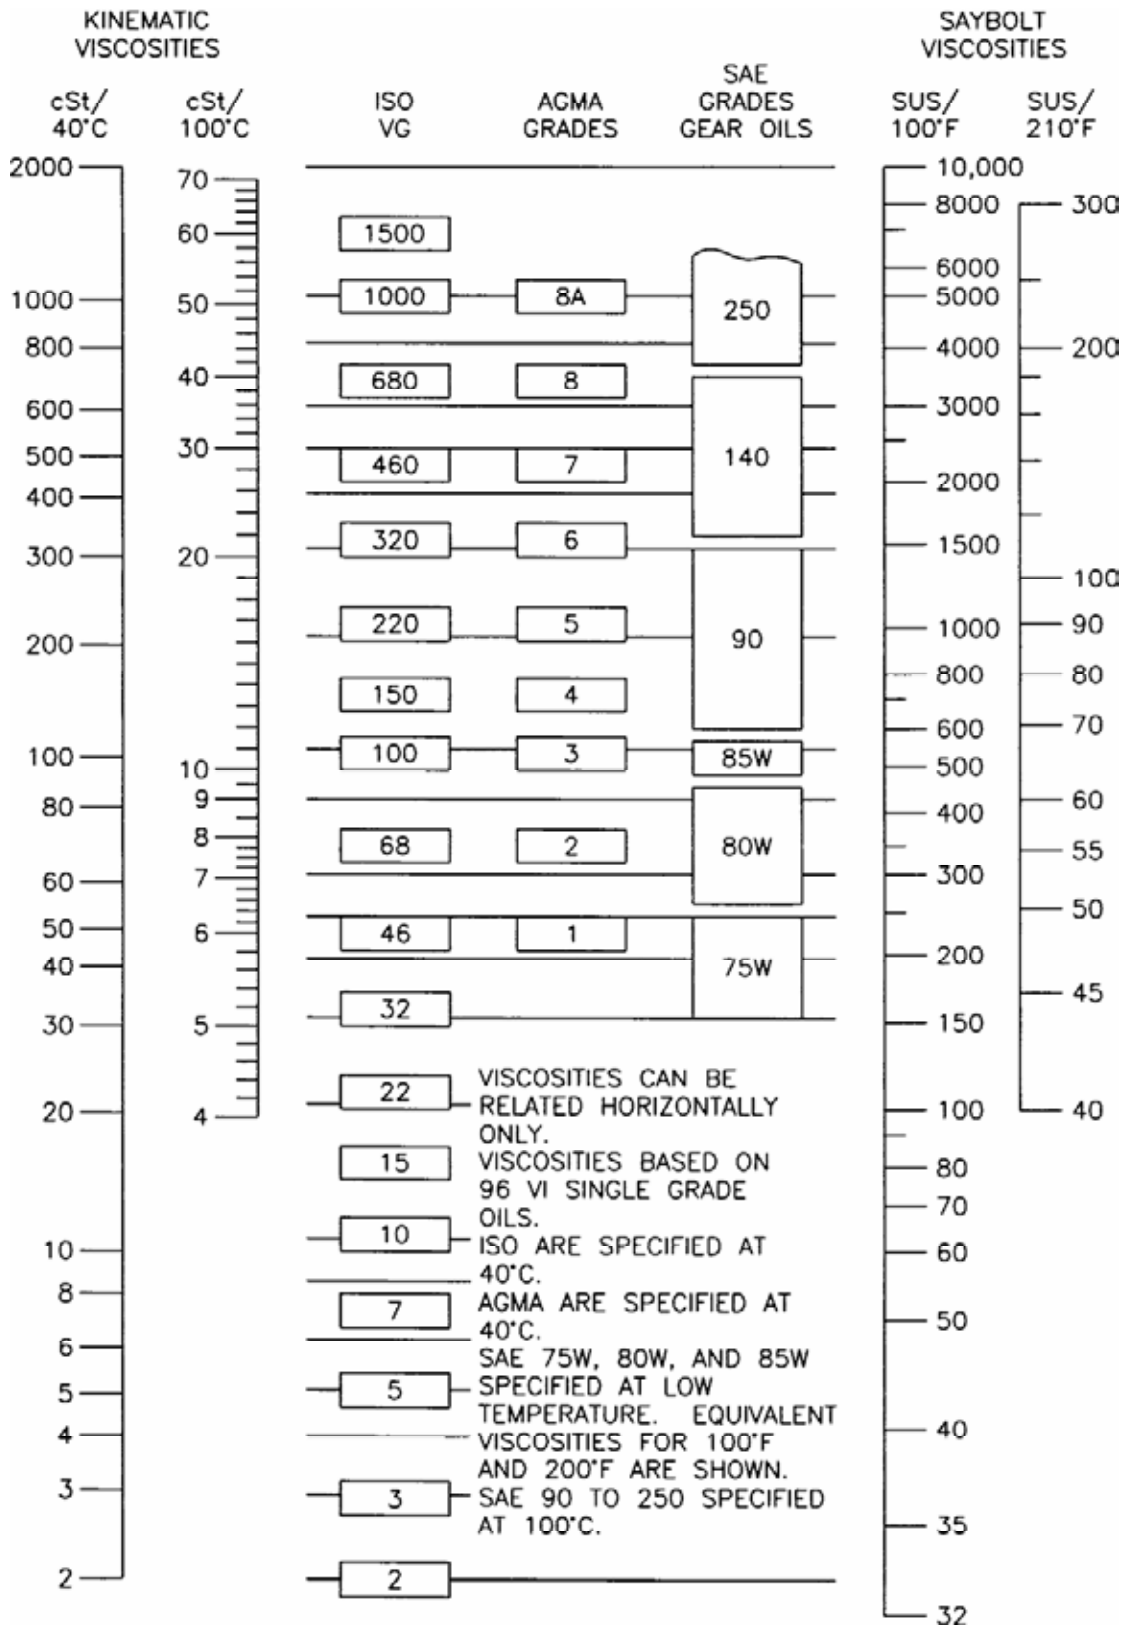 KINEMATIC
VISCOSITIES
SAYBOLT
VISCOSITIES
cSt/
40°C
cSt/
100°C
ISO
VG
AGMA
GRADES
SAE
GRADES
GEAR OILS
SUS/
100°F
SUS/
210°F
2000
1000
800
600
500
400
300
200
100
80
60
50
40
30
20
10
8
6
5
4
3
2
70
60
50
40
30
20
10
9
8
7
6
5
4
1500
1000
680
460
320
220
150
100
68
46
32
22
15
10
7
5
3
2
8A
8
7
6
5
4
3
2
1
250
140
90
85W
80W
75W
VISCOSITIES CAN BE
RELATED HORIZONTALLY
ONLY.
VISCOSITIES BASED ON
96 VI SINGLE GRADE
OILS.
ISO ARE SPECIFIED AT
40°C.
AGMA ARE SPECIFIED AT
40°C.
SAE 75W, 80W, AND 85W
SPECIFIED AT LOW
TEMPERATURE. EQUIVALENT
VISCOSITIES FOR 100°F
AND 200°F ARE SHOWN.
SAE 90 TO 250 SPECIFIED
AT 100°C.
10,000
8000
6000
5000
4000
3000
2000
1500
1000
800
600
500
400
300
200
150
100
80
70
60
50
40
35
32
300
200
100
90
80
70
60
55
50
45
40